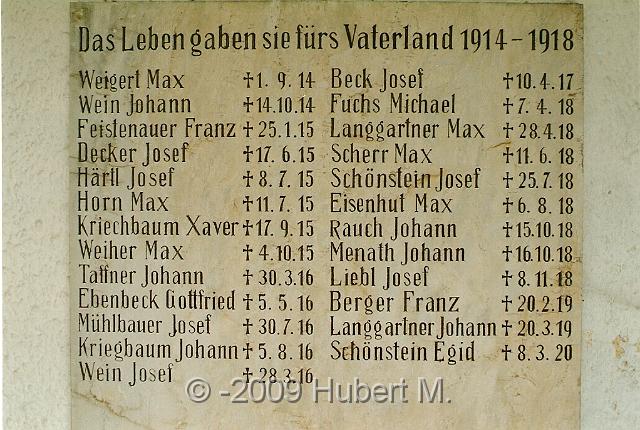 Das Leben gaben sie fürs Vaterland 1914 - 1918
Weigert Max †1. 9. 14
Wein Johann †14.10.14
Feistenauer Franz †25.1.15
Decker Josef †17. 6.15
Härtl Josef †8. 7. 15
Horn Max †11. 7. 15
Kriechbaum Xaver †17. 9. 15
Weiher Max †4.10.15
Taffner Johann †30.3.16
Ebenbeck Gottfried †5. 5. 16
Mühlbauer Josef †30.7.16
Kriegbaum Johann †5. 8. 16
Wein Josef †28.3.16
Beck Josef †10.4.17
Fuchs Michael †7. 4. 18
Langgartner Max †28.4.18
Scherr Max †11. 6. 18
Schönstein Josef †25.7.18
Eisenhut Max †6. 8. 18
Rauch Johann †15.10.18
Menath Johann †16.10.18
Liebl Josef †8. 11. 18
Berger Franz †20.2.19
Langgartner Johann †20.3.19
Schönstein Egid †8. 3. 20
© -2009 Hubert M.